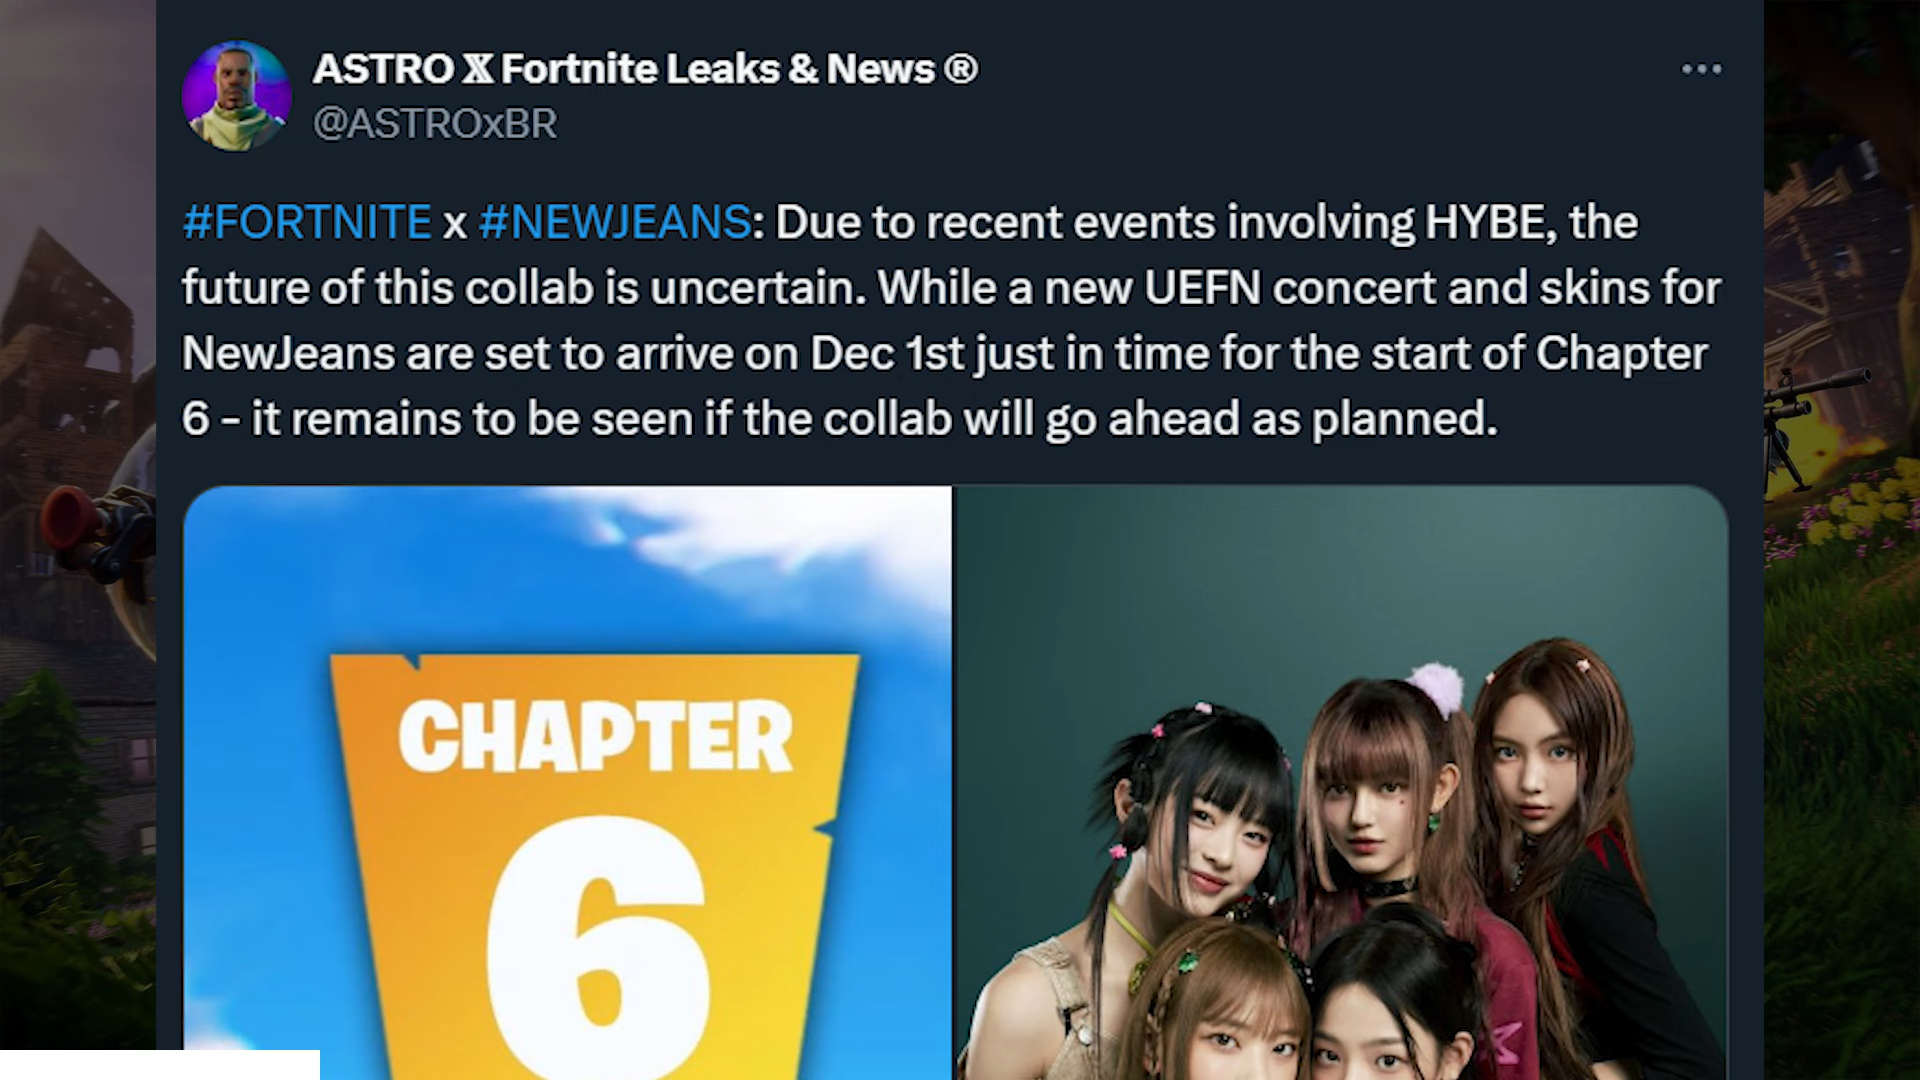 ASTRO 𝕏 Fortnite Leaks & News ®
@ASTROxBR
#FORTNITE x #NEWJEANS: Due to recent events involving HYBE, the
future of this collab is uncertain. While a new UEFN concert and skins for
NewJeans are set to arrive on Dec 1st just in time for the start of Chapter
6 – it remains to be seen if the collab will go ahead as planned.
CHAPTER
6